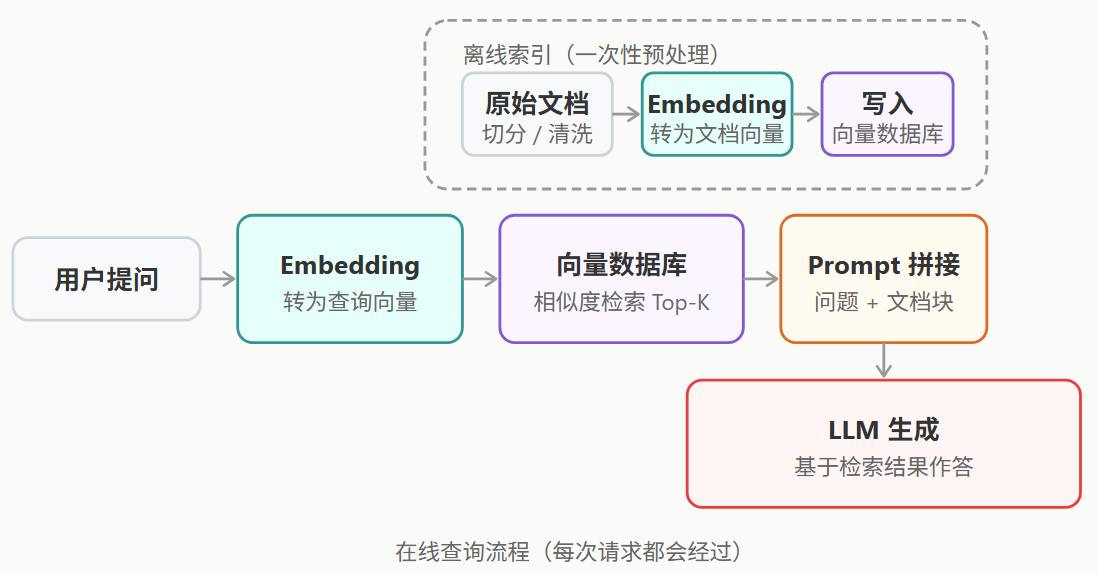 离线索引（一次性预处理）
原始文档
切分 / 清洗
Embedding
转为文档向量
写入
向量数据库
用户提问
Embedding
转为查询向量
向量数据库
相似度检索 Top-K
Prompt 拼接
问题 + 文档块
LLM 生成
基于检索结果作答
在线查询流程（每次请求都会经过）